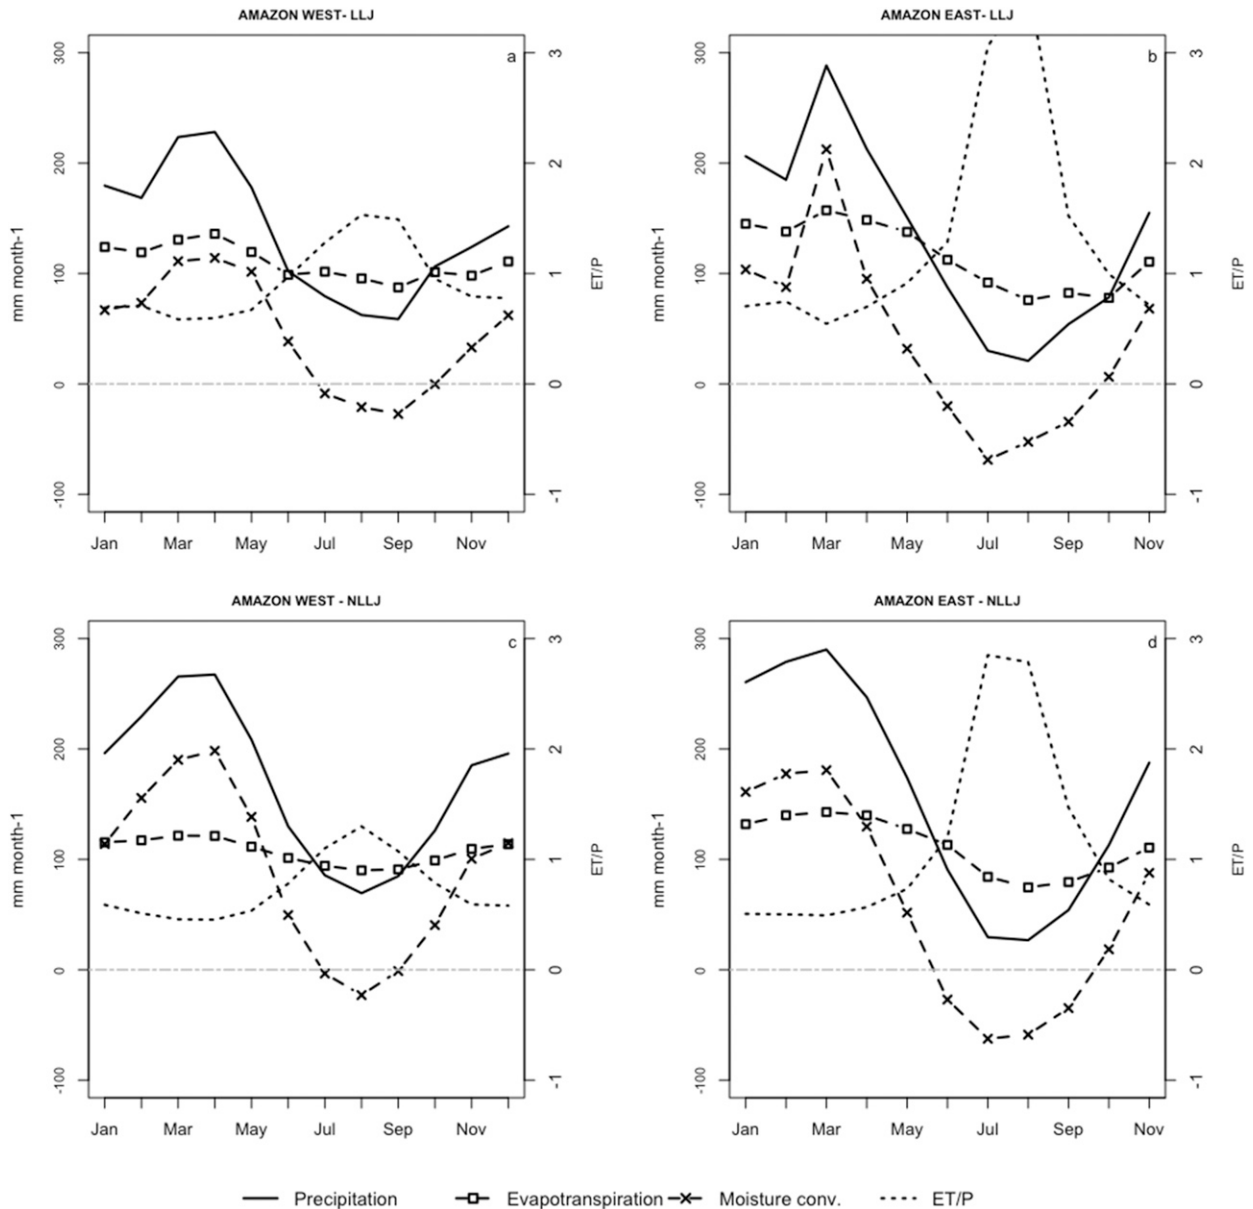 AMAZON WEST- LLJ
a
300
200
100
0
-100
mm month-1
3
2
1
0
-1
ET/P
Jan Mar May Jul Sep Nov
AMAZON EAST- LLJ
b
300
200
100
0
-100
mm month-1
3
2
1
0
-1
ET/P
Jan Mar May Jul Sep Nov
AMAZON WEST - NLLJ
c
300
200
100
0
-100
mm month-1
3
2
1
0
-1
ET/P
Jan Mar May Jul Sep Nov
AMAZON EAST - NLLJ
d
300
200
100
0
-100
mm month-1
3
2
1
0
-1
ET/P
Jan Mar May Jul Sep Nov
Precipitation Evapotranspiration Moisture conv. ET/P